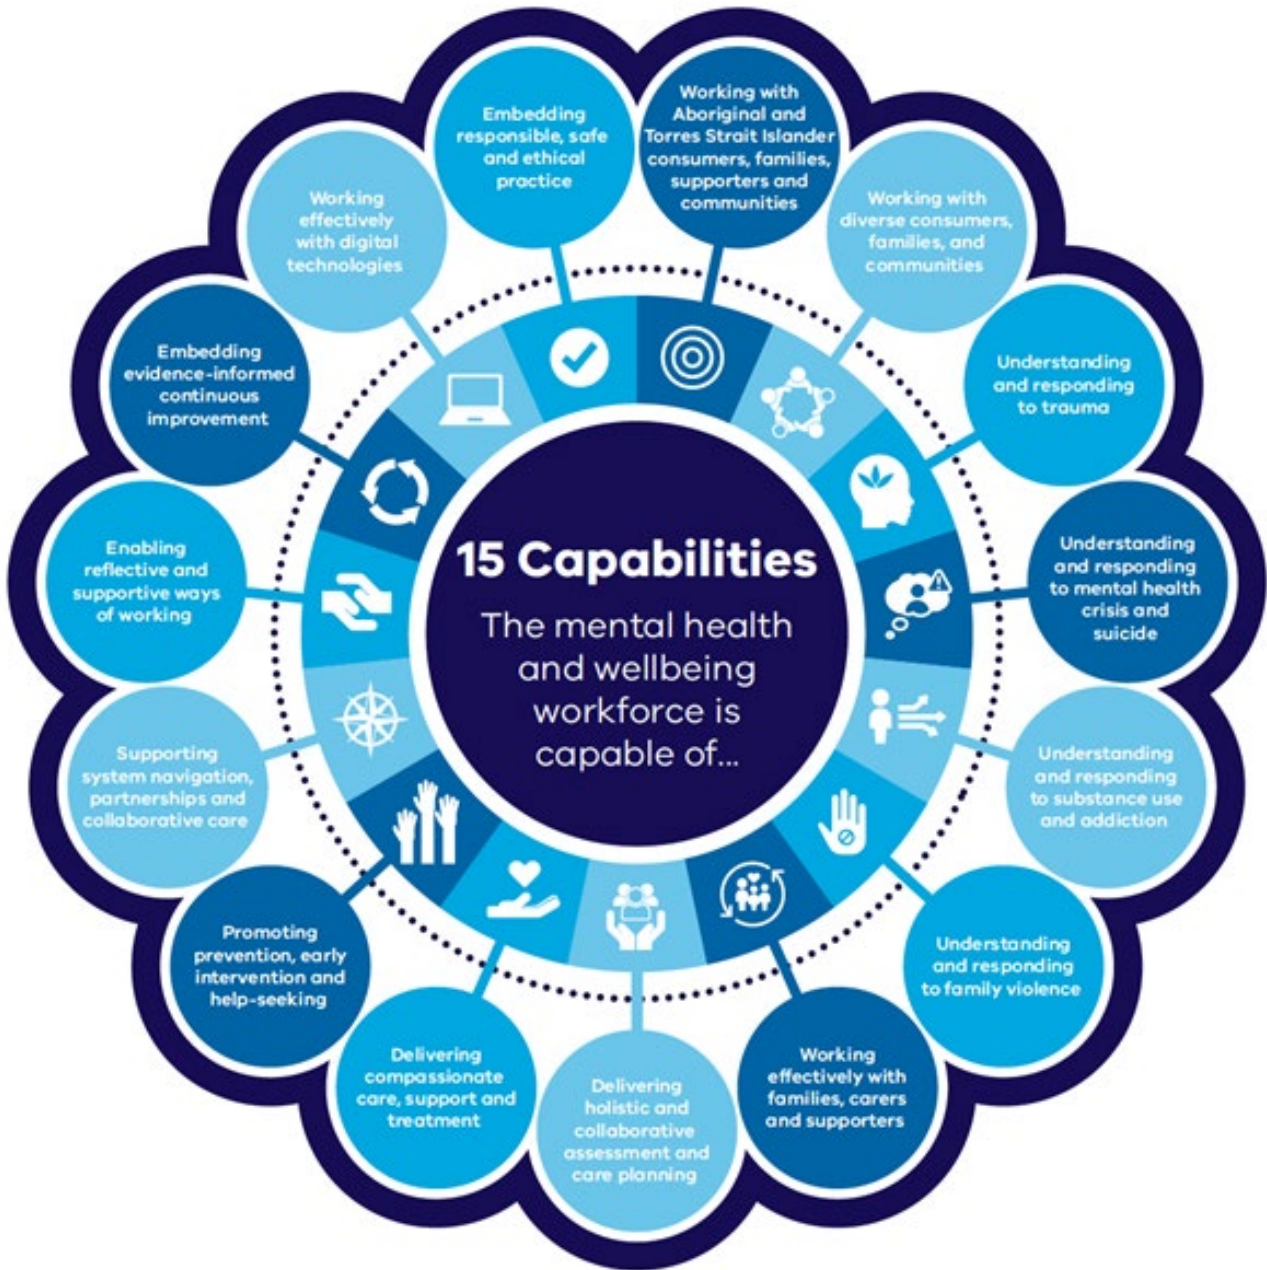 15 Capabilities
The mental health
and wellbeing
workforce is
capable of...
Working with
Aboriginal and
Torres Strait Islander
consumers, families,
supporters and
communities
Working with
diverse consumers,
families, and
communities
Understanding
and responding
to trauma
Understanding
and responding
to mental health
crisis and
suicide
Understanding
and responding
to substance use
and addiction
Understanding
and responding
to family violence
Working
effectively with
families, carers
and supporters
Delivering
holistic and
collaborative
assessment and
care planning
Delivering
compassionate
care, support and
treatment
Promoting
prevention, early
intervention and
help-seeking
Supporting
system navigation,
partnerships and
collaborative care
Enabling
reflective and
supportive ways
of working
Embedding
evidence-informed
continuous
improvement
Working
effectively
with digital
technologies
Embedding
responsible, safe
and ethical
practice